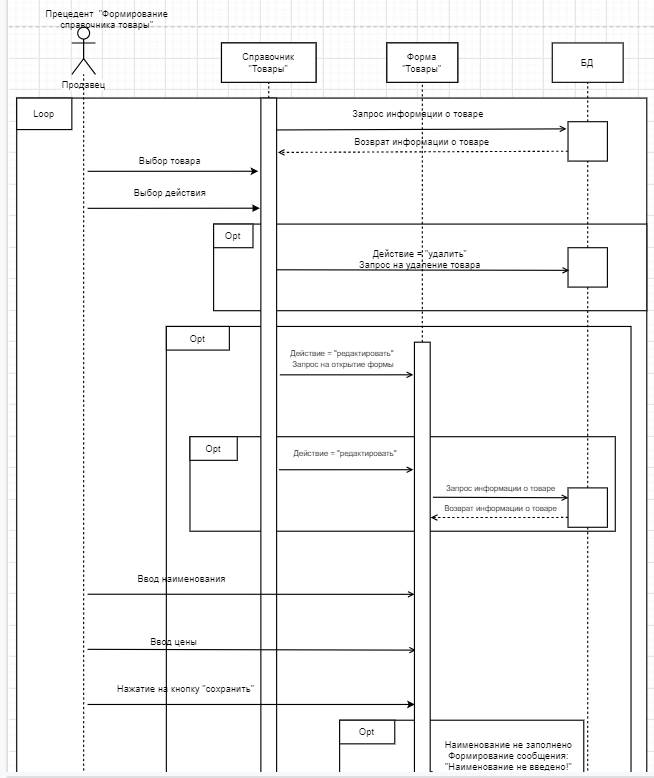 Прецедент "Формирование
справочника товары"
Продавец
Справочник
"Товары"
Форма
"Товары"
БД
Loop
Запрос информации о товаре
Возврат информации о товаре
Выбор товара
Выбор действия
Opt
Действие = "удалить"
Запрос на удаление товара
Opt
Действие = "редактировать"
Запрос на открытие формы
Opt
Действие = "редактировать"
Запрос информации о товаре
Возврат информации о товаре
Ввод наименования
Ввод цены
Нажатие на кнопку "сохранить"
Opt
Наименование не заполнено
Формирование сообщения:
"Наименование не введено!"